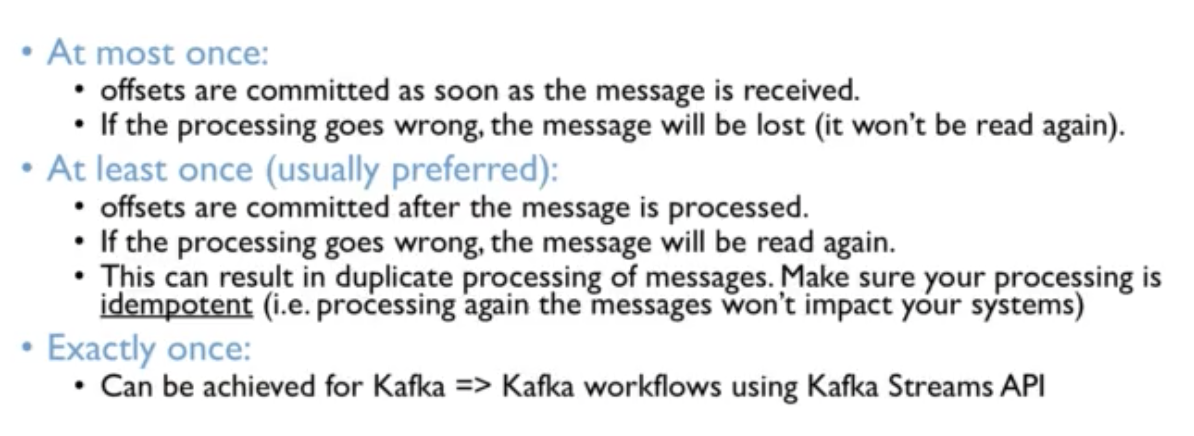 • At most once:
• offsets are committed as soon as the message is received.
• If the processing goes wrong, the message will be lost (it won't be read again).
• At least once (usually preferred):
• offsets are committed after the message is processed.
• If the processing goes wrong, the message will be read again.
• This can result in duplicate processing of messages. Make sure your processing is
idempotent (i.e. processing again the messages won't impact your systems)
• Exactly once:
• Can be achieved for Kafka => Kafka workflows using Kafka Streams API